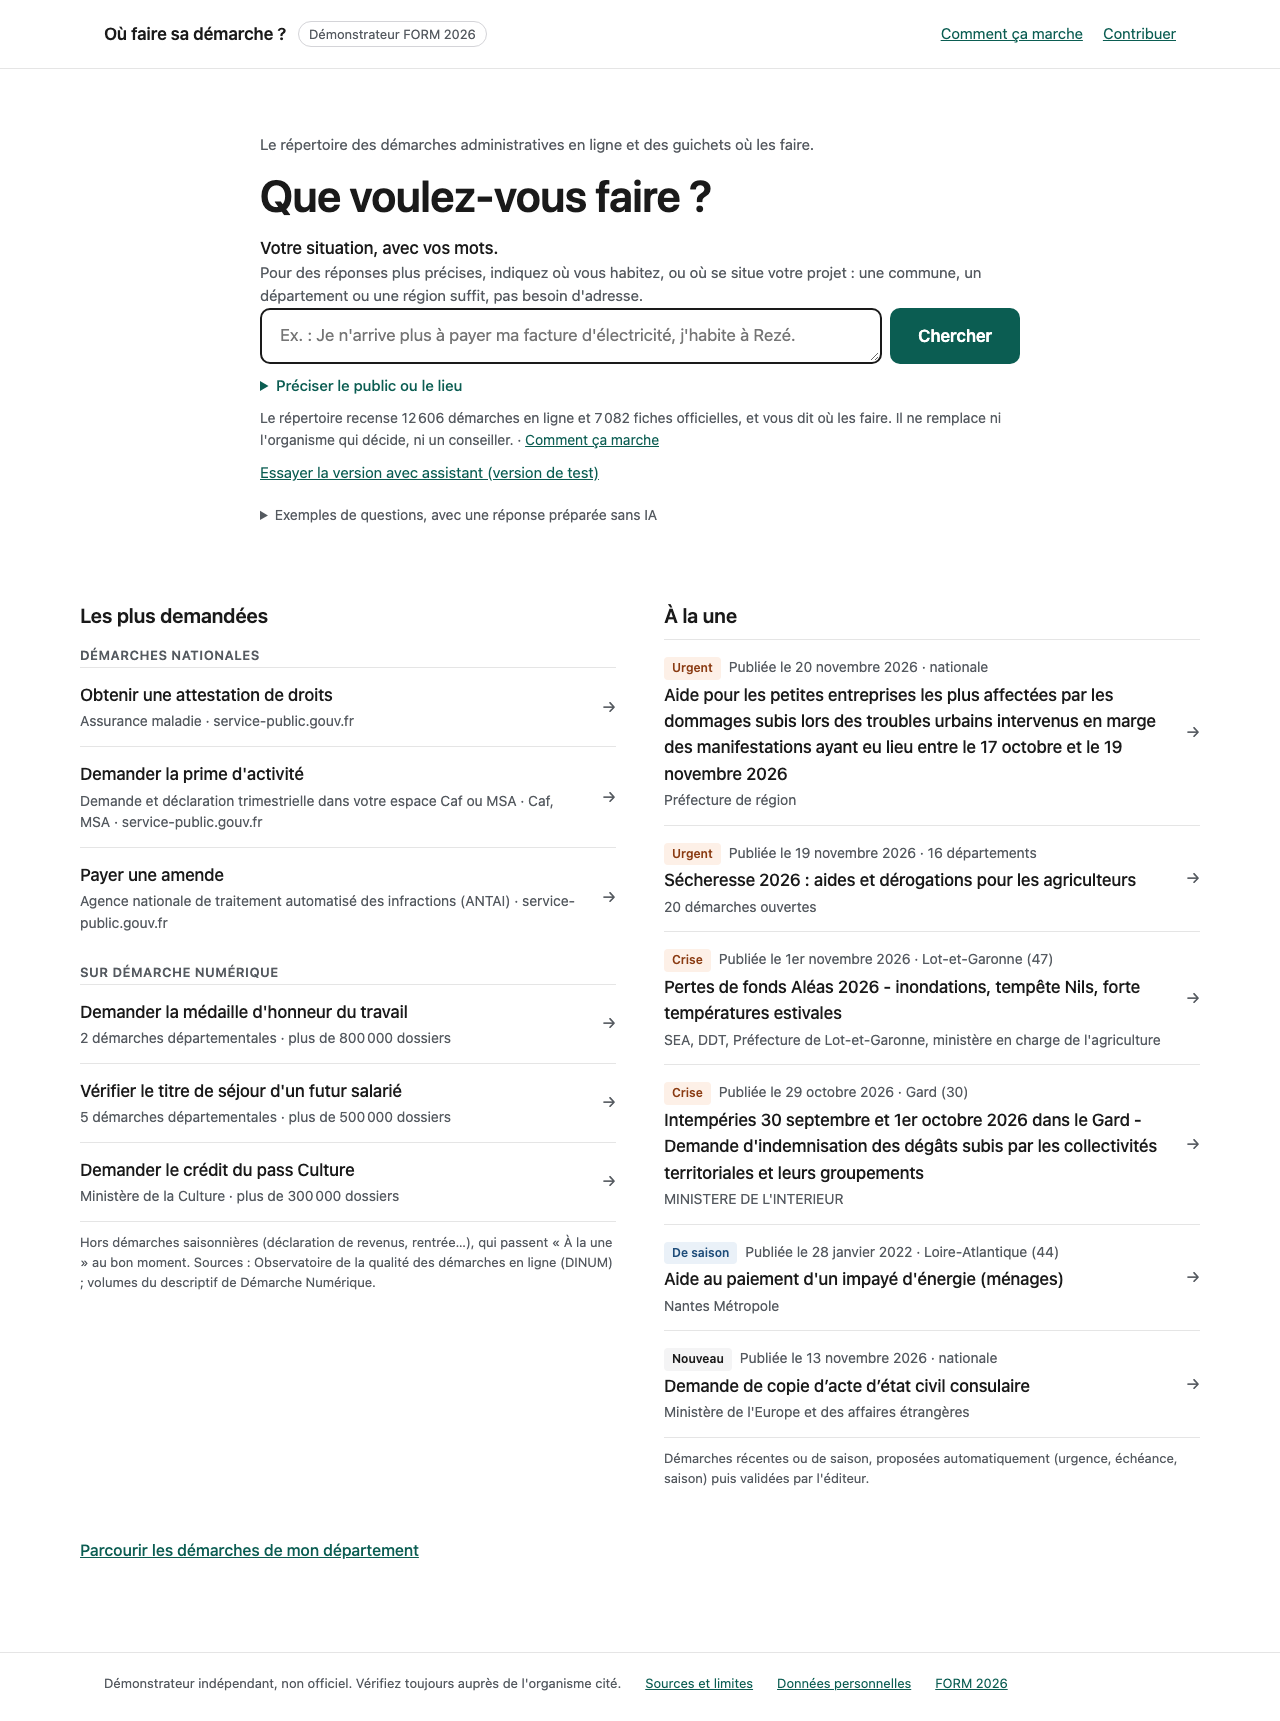 Où faire sa démarche ?
Démonstrateur FORM 2026
Comment ça marche
Contribuer
Le répertoire des démarches administratives en ligne et des guichets où les faire.
Que voulez-vous faire ?
Votre situation, avec vos mots.
Pour des réponses plus précises, indiquez où vous habitez, ou où se situe votre projet : une commune, un
département ou une région suffit, pas besoin d'adresse.
Ex. : Je n'arrive plus à payer ma facture d'électricité, j'habite à Rezé.
Chercher
Préciser le public ou le lieu
Le répertoire recense 12 606 démarches en ligne et 7 082 fiches officielles, et vous dit où les faire. Il ne remplace ni
l'organisme qui décide, ni un conseiller. · Comment ça marche
Essayer la version avec assistant (version de test)
Exemples de questions, avec une réponse préparée sans IA
Les plus demandées
DÉMARCHES NATIONALES
Obtenir une attestation de droits
Assurance maladie · service-public.gouv.fr
Demander la prime d'activité
Demande et déclaration trimestrielle dans votre espace Caf ou MSA · Caf,
MSA · service-public.gouv.fr
Payer une amende
Agence nationale de traitement automatisé des infractions (ANTAI) · service-
public.gouv.fr
SUR DÉMARCHE NUMÉRIQUE
Demander la médaille d'honneur du travail
2 démarches départementales · plus de 800 000 dossiers
Vérifier le titre de séjour d'un futur salarié
5 démarches départementales · plus de 500 000 dossiers
Demander le crédit du pass Culture
Ministère de la Culture · plus de 300 000 dossiers
Hors démarches saisonnières (déclaration de revenus, rentrée…), qui passent « À la une
» au bon moment. Sources : Observatoire de la qualité des démarches en ligne (DINUM)
; volumes du descriptif de Démarche Numérique.
À la une
Urgent Publiée le 20 novembre 2026 · nationale
Aide pour les petites entreprises les plus affectées par les
dommages subis lors des troubles urbains intervenus en marge
des manifestations ayant eu lieu entre le 17 octobre et le 19
novembre 2026
Préfecture de région
Urgent Publiée le 19 novembre 2026 · 16 départements
Sécheresse 2026 : aides et dérogations pour les agriculteurs
20 démarches ouvertes
Crise Publiée le 1er novembre 2026 · Lot-et-Garonne (47)
Pertes de fonds Aléas 2026 - inondations, tempête Nils, forte
températures estivales
SEA, DDT, Préfecture de Lot-et-Garonne, ministère en charge de l'agriculture
Crise Publiée le 29 octobre 2026 · Gard (30)
Intempéries 30 septembre et 1er octobre 2026 dans le Gard -
Demande d'indemnisation des dégâts subis par les collectivités
territoriales et leurs groupements
MINISTERE DE L'INTERIEUR
De saison Publiée le 28 janvier 2022 · Loire-Atlantique (44)
Aide au paiement d'un impayé d'énergie (ménages)
Nantes Métropole
Nouveau Publiée le 13 novembre 2026 · nationale
Demande de copie d’acte d’état civil consulaire
Ministère de l'Europe et des affaires étrangères
Démarches récentes ou de saison, proposées automatiquement (urgence, échéance,
saison) puis validées par l'éditeur.
Parcourir les démarches de mon département
Démonstrateur indépendant, non officiel. Vérifiez toujours auprès de l'organisme cité.
Sources et limites
Données personnelles
FORM 2026